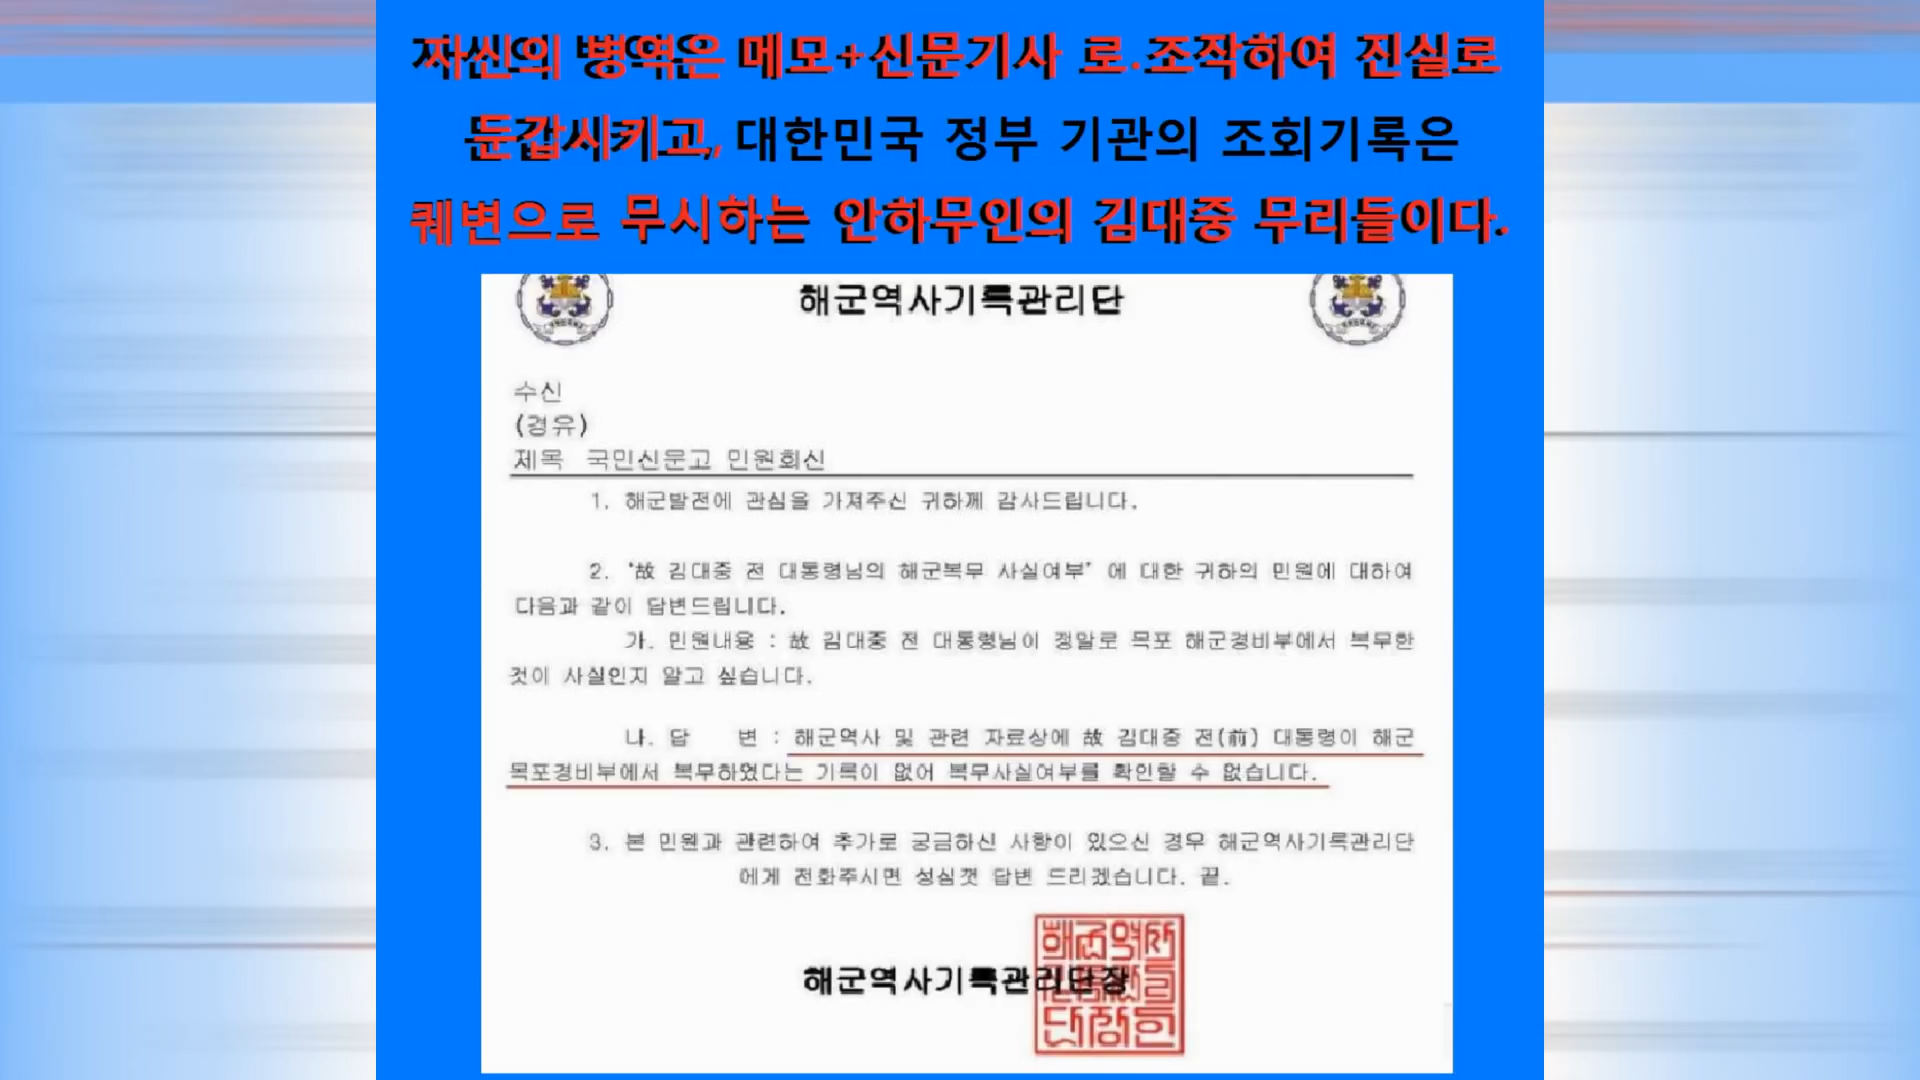 짜씬의 병역은 메모+신문기사 로.조작하여 진실로
둔갑시키고, 대한민국 정부 기관의 조회기록은
퀘변으로 무시하는 안하무인의 김대중 무리들이다.
해군역사기록관리단
수신
(경유)
제목 국민신문고 민원회신
1. 해군발전에 관심을 가져주신 귀하께 감사드립니다.
2. '故 김대중 전 대통령님의 해군복무 사실여부' 에 대한 귀하의 민원에 대하여
다음과 같이 답변드립니다.
가. 민원내용 : 故 김대중 전 대통령님이 정말로 목포 해군경비부에서 복무한
것이 사실인지 알고 싶습니다.
나. 답 변 : 해군역사 및 관련 자료상에 故 김대중 전(前) 대통령이 해군
목포경비부에서 복무하였다는 기록이 없어 복무사실여부를 확인할 수 없습니다.
3. 본 민원과 관련하여 추가로 궁금하신 사항이 있으신 경우 해군역사기록관리단
에게 전화주시면 성심껏 답변 드리겠습니다. 끝.
해군역사기록관리단장